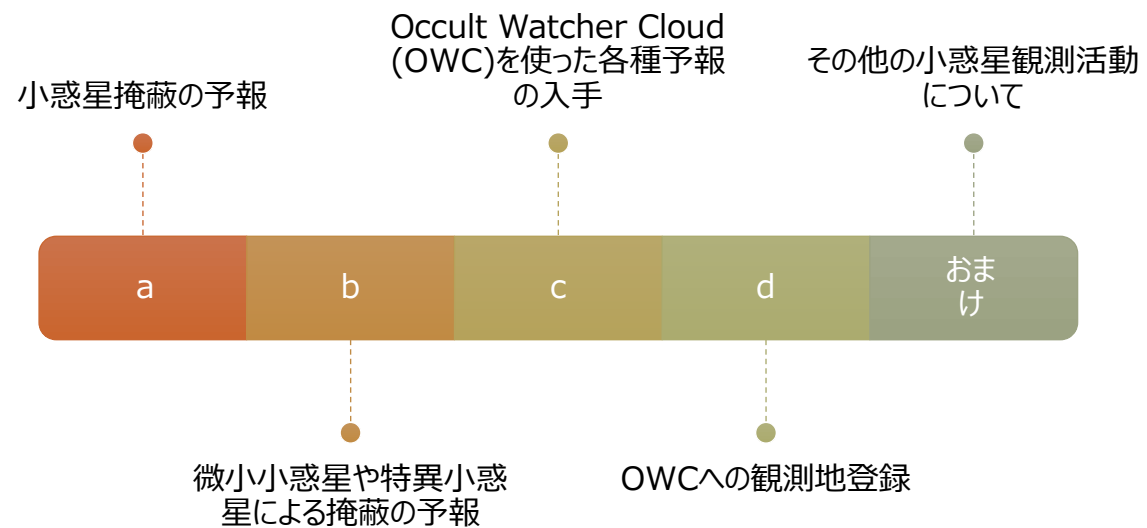 Occult Watcher Cloud
(OWC)を使った各種予報
の入手
小惑星掩蔽の予報
その他の小惑星観測活動
について
a
b
c
d
おま
け
微小小惑星や特異小惑
星による掩蔽の予報
OWCへの観測地登録